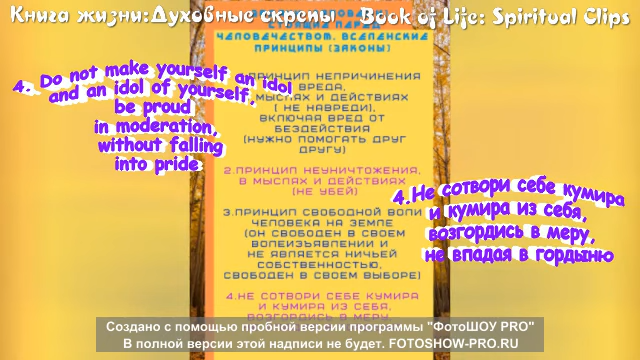 Книга жизни:Духовные скрепы
Book of Life: Spiritual Clips
ЧЕЛОВЕЧЕСТВОМ. ВСЕЛЕНСКИЕ
ПРИНЦИПЫ (ЗАКОНЫ)
4. Do not make yourself an idol
and an idol of yourself,
be proud
in moderation,
without falling
into pride
ПРИНЦИП НЕПРИЧИНЕНИЯ
ВРЕДА,
МЫСЛЯХ И ДЕЙСТВИЯХ
( НЕ НАВРЕДИ),
ВКЛЮЧАЯ ВРЕД ОТ
БЕЗДЕЙСТВИЯ
(НУЖНО ПОМОГАТЬ ДРУГ
ДРУГУ)
2.ПРИНЦИП НЕУНИЧТОЖЕНИЯ,
В МЫСЛЯХ И ДЕЙСТВИЯХ
(НЕ УБЕЙ)
3.ПРИНЦИП СВОБОДНОЙ ВОЛИ
ЧЕЛОВЕКА НА ЗЕМЛЕ
(ОН СВОБОДЕН В СВОЕМ
ВОЛЕИЗЪЯВЛЕНИИ И
НЕ ЯВЛЯЕТСЯ НИЧЬЕЙ
СОБСТВЕННОСТЬЮ,
СВОБОДЕН В СВОЕМ ВЫБОРЕ)
4.НЕ СОТВОРИ СЕБЕ КУМИРА
И КУМИРА ИЗ СЕБЯ,
4.Не сотвори себе кумира
и кумира из себя,
возгордись в меру,
не впадая в гордыню
Создано с помощью пробной версии программы "ФотоШОУ PRO"
В полной версии этой надписи не будет. FOTOSHOW-PRO.RU